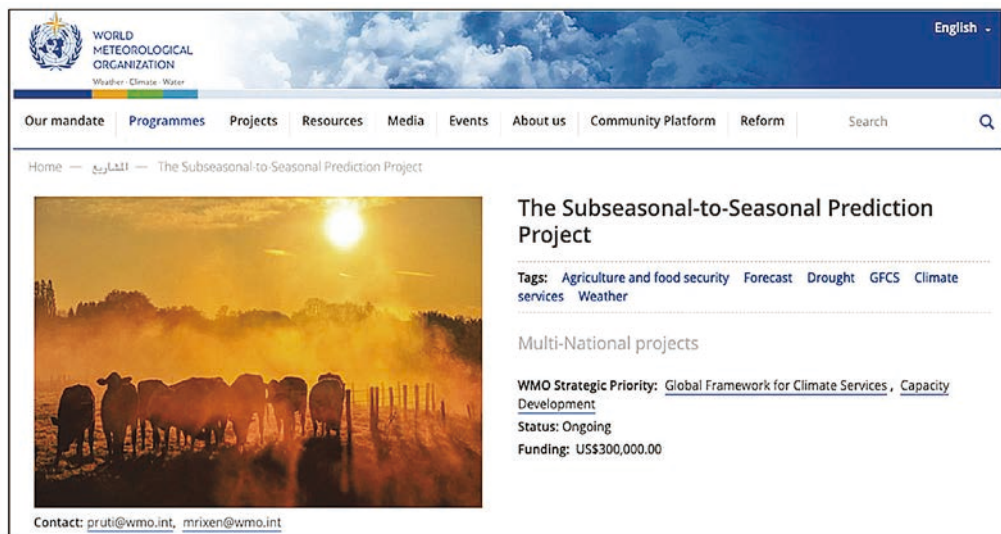 WORLD
METEOROLOGICAL
ORGANIZATION
Weather · Climate · Water
English
Our mandate Programmes Projects Resources Media Events About us Community Platform Reform Search
Home — المشاريع — The Subseasonal-to-Seasonal Prediction Project
The Subseasonal-to-Seasonal Prediction
Project
Tags: Agriculture and food security Forecast Drought GFCS Climate
services Weather
Multi-National projects
WMO Strategic Priority: Global Framework for Climate Services , Capacity
Development
Status: Ongoing
Funding: US$300,000.00
Contact: pruti@wmo.int, mrixen@wmo.int